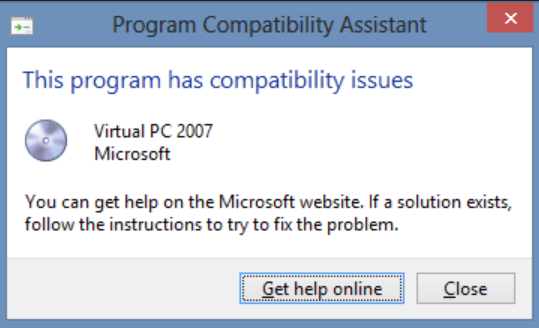 Program Compatibility Assistant
This program has compatibility issues
Virtual PC 2007
Microsoft
You can get help on the Microsoft website. If a solution exists,
follow the instructions to try to fix the problem.
Get help online
Close